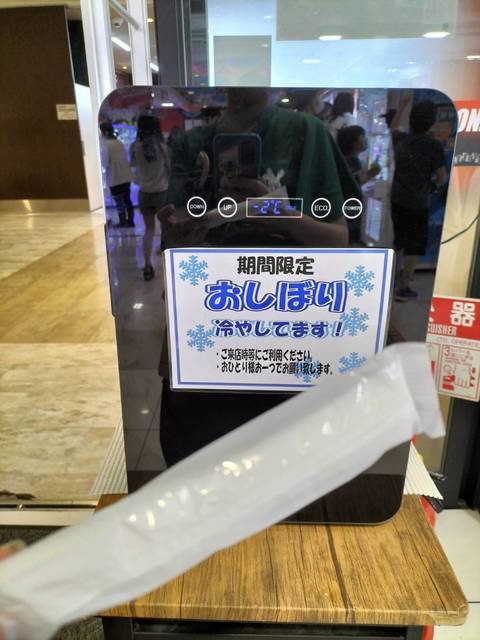 DOWN
UP
-2℃
ECO
POWER
期間限定
おしぼり
冷やしてます!
・ご来店時等にご利用ください。
・おひとり様お一つでお願い致します。
器